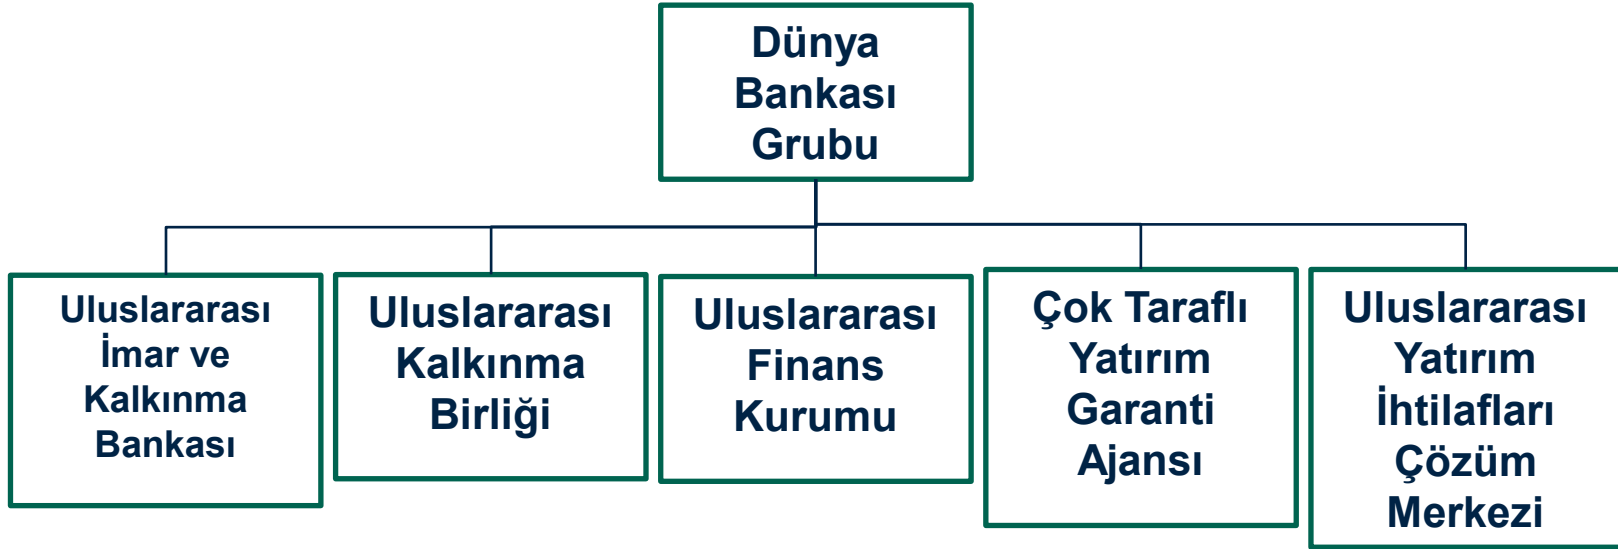 Dünya
Bankası
Grubu
Uluslararası
İmar ve
Kalkınma
Bankası
Uluslararası
Kalkınma
Birliği
Uluslararası
Finans
Kurumu
Çok Taraflı
Yatırım
Garanti
Ajansı
Uluslararası
Yatırım
İhtilafları
Çözüm
Merkezi